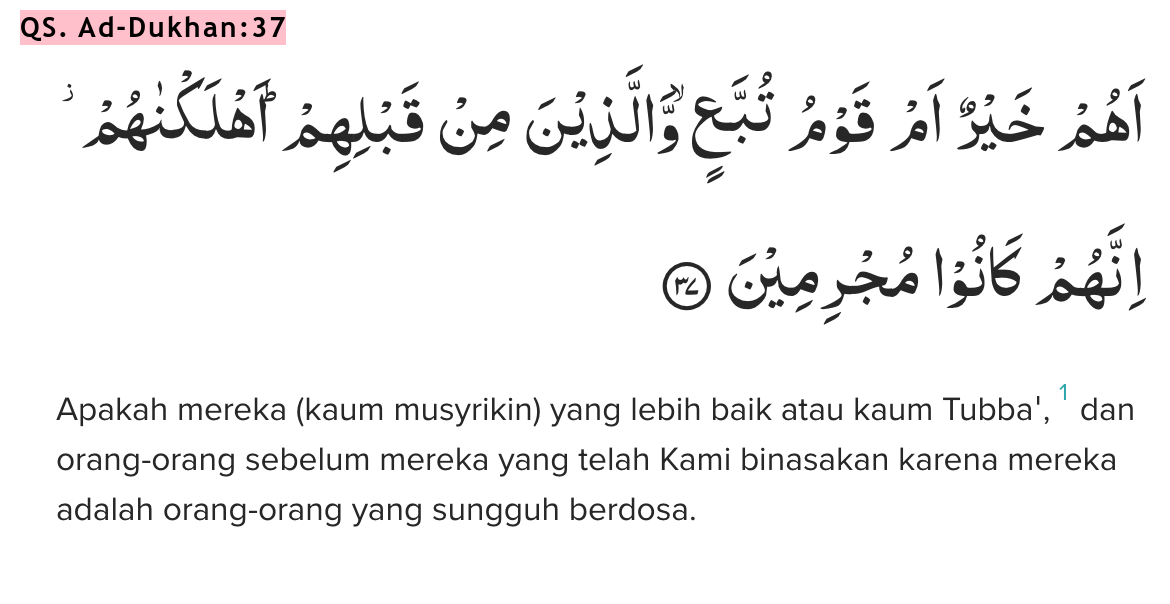 QS. Ad-Dukhan:37
اَهُمْ خَيْرٌ اَمْ قَوْمُ تُبَّعٍ وَّالَّذِيْنَ مِنْ قَبْلِهِمْۗ اَهْلَكْنٰهُمْ ۖ
اِنَّهُمْ كَانُوْا مُجْرِمِيْنَ ٣٧
Apakah mereka (kaum musyrikin) yang lebih baik atau kaum Tubba', 1 dan
orang-orang sebelum mereka yang telah Kami binasakan karena mereka
adalah orang-orang yang sungguh berdosa.